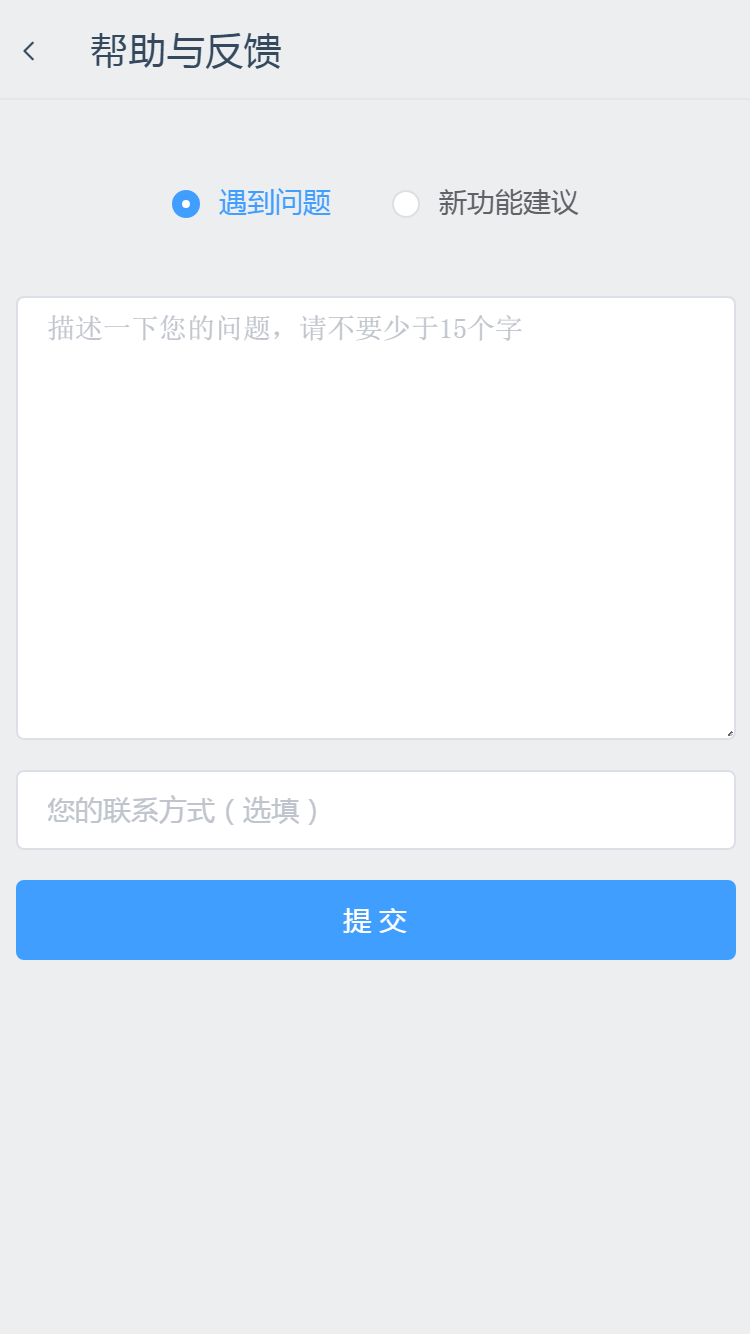 帮助与反馈
遇到问题 新功能建议
描述一下您的问题，请不要少于15个字
您的联系方式（选填）
提交